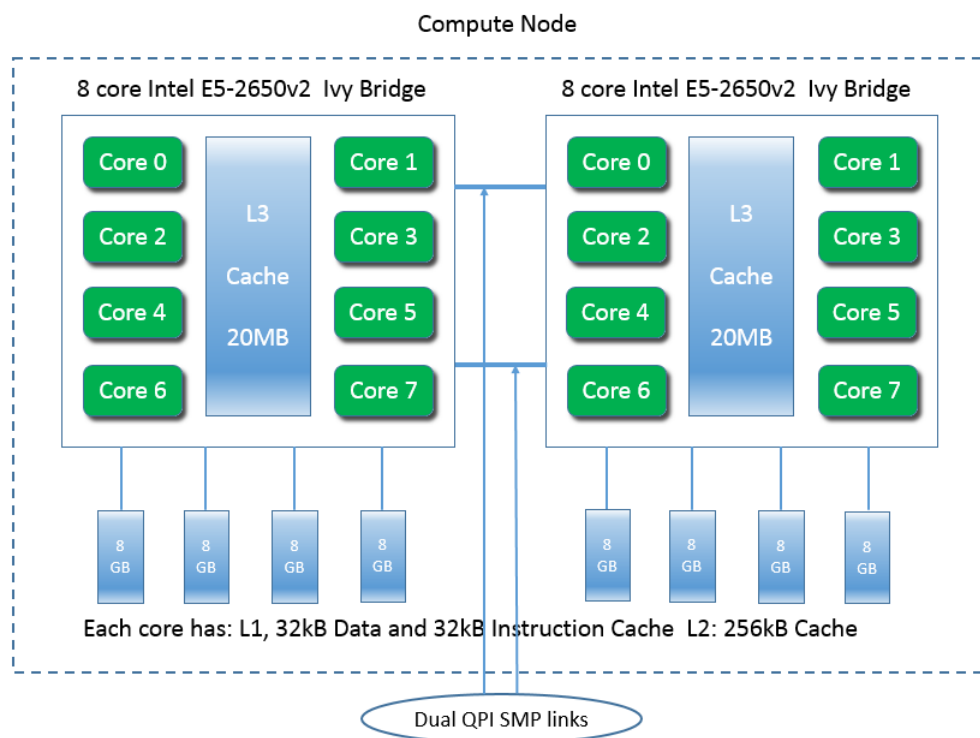 Compute Node
8 core Intel E5-2650v2 Ivy Bridge
8 core Intel E5-2650v2 Ivy Bridge
Core 0
Core 1
Core 2
Core 3
Core 4
Core 5
Core 6
Core 7
L3
Cache
20MB
Core 0
Core 1
Core 2
Core 3
Core 4
Core 5
Core 6
Core 7
L3
Cache
20MB
8
GB
8
GB
8
GB
8
GB
8
GB
8
GB
8
GB
8
GB
Each core has: L1, 32kB Data and 32kB Instruction Cache L2: 256kB Cache
Dual QPI SMP links